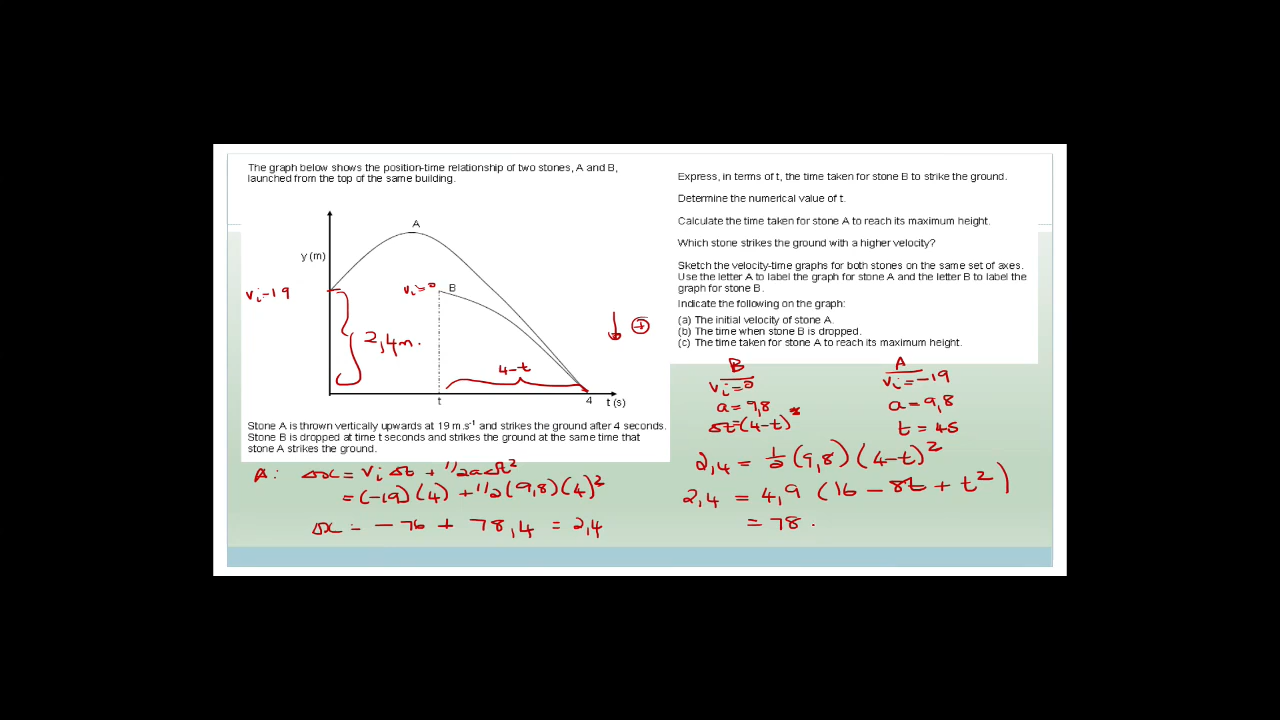 The graph below shows the position-time relationship of two stones, A and B,
launched from the top of the same building.
A
y (m)
vi=-19
vi=0
B
2,4m.
4-t
t
4
t (s)
Stone A is thrown vertically upwards at 19 m.s⁻¹ and strikes the ground after 4 seconds.
Stone B is dropped at time t seconds and strikes the ground at the same time that
stone A strikes the ground.
A: Δx = vi Δt + 1/2 a Δt²
= (-19)(4) + 1/2 (9,8)(4)²
Δx = - 76 + 78,4 = 2,4
Express, in terms of t, the time taken for stone B to strike the ground.
Determine the numerical value of t.
Calculate the time taken for stone A to reach its maximum height.
Which stone strikes the ground with a higher velocity?
Sketch the velocity-time graphs for both stones on the same set of axes.
Use the letter A to label the graph for stone A and the letter B to label the
graph for stone B.
Indicate the following on the graph:
(a) The initial velocity of stone A.
(b) The time when stone B is dropped.
(c) The time taken for stone A to reach its maximum height.
+
B
vi = 0
a = 9,8
Δt=(4-t)
A
vi = -19
a = 9,8
t = 4s
2,4 = 1/2 (9,8)(4-t)²
2,4 = 4,9 (16 - 8t + t²)
= 78